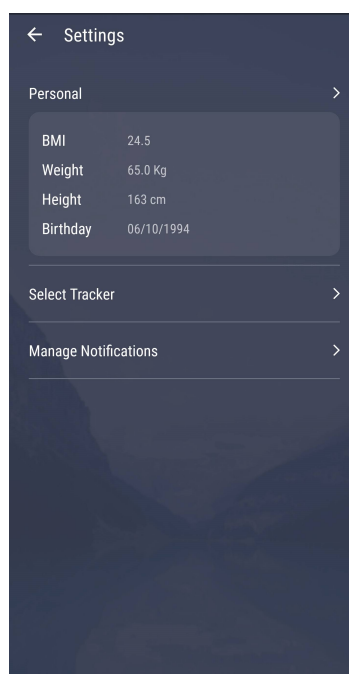 Settings
Personal
BMI 24.5
Weight 65.0 Kg
Height 163 cm
Birthday 06/10/1994
Select Tracker
Manage Notifications